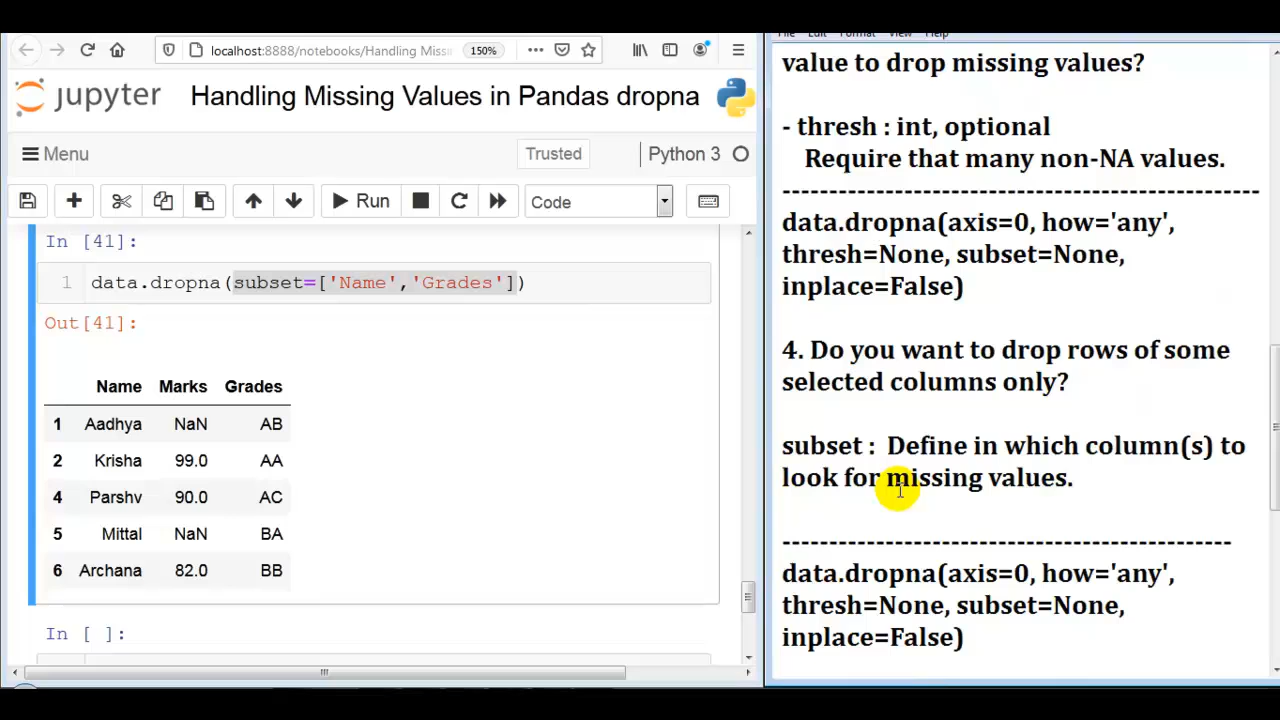 localhost:8888/notebooks/Handling Missi
150%
jupyter Handling Missing Values in Pandas dropna
Menu
Trusted
Python 3
Run
Code
In [41]:
1 data.dropna(subset=['Name','Grades'])
Out[41]:
Name Marks Grades
1 Aadhya NaN AB
2 Krisha 99.0 AA
4 Parshv 90.0 AC
5 Mittal NaN BA
6 Archana 82.0 BB
In [ ]:
value to drop missing values?
- thresh : int, optional
Require that many non-NA values.
--------------------------------------------------
data.dropna(axis=0, how='any',
thresh=None, subset=None,
inplace=False)
4. Do you want to drop rows of some
selected columns only?
subset : Define in which column(s) to
look for missing values.
------------------------------------------------
data.dropna(axis=0, how='any',
thresh=None, subset=None,
inplace=False)